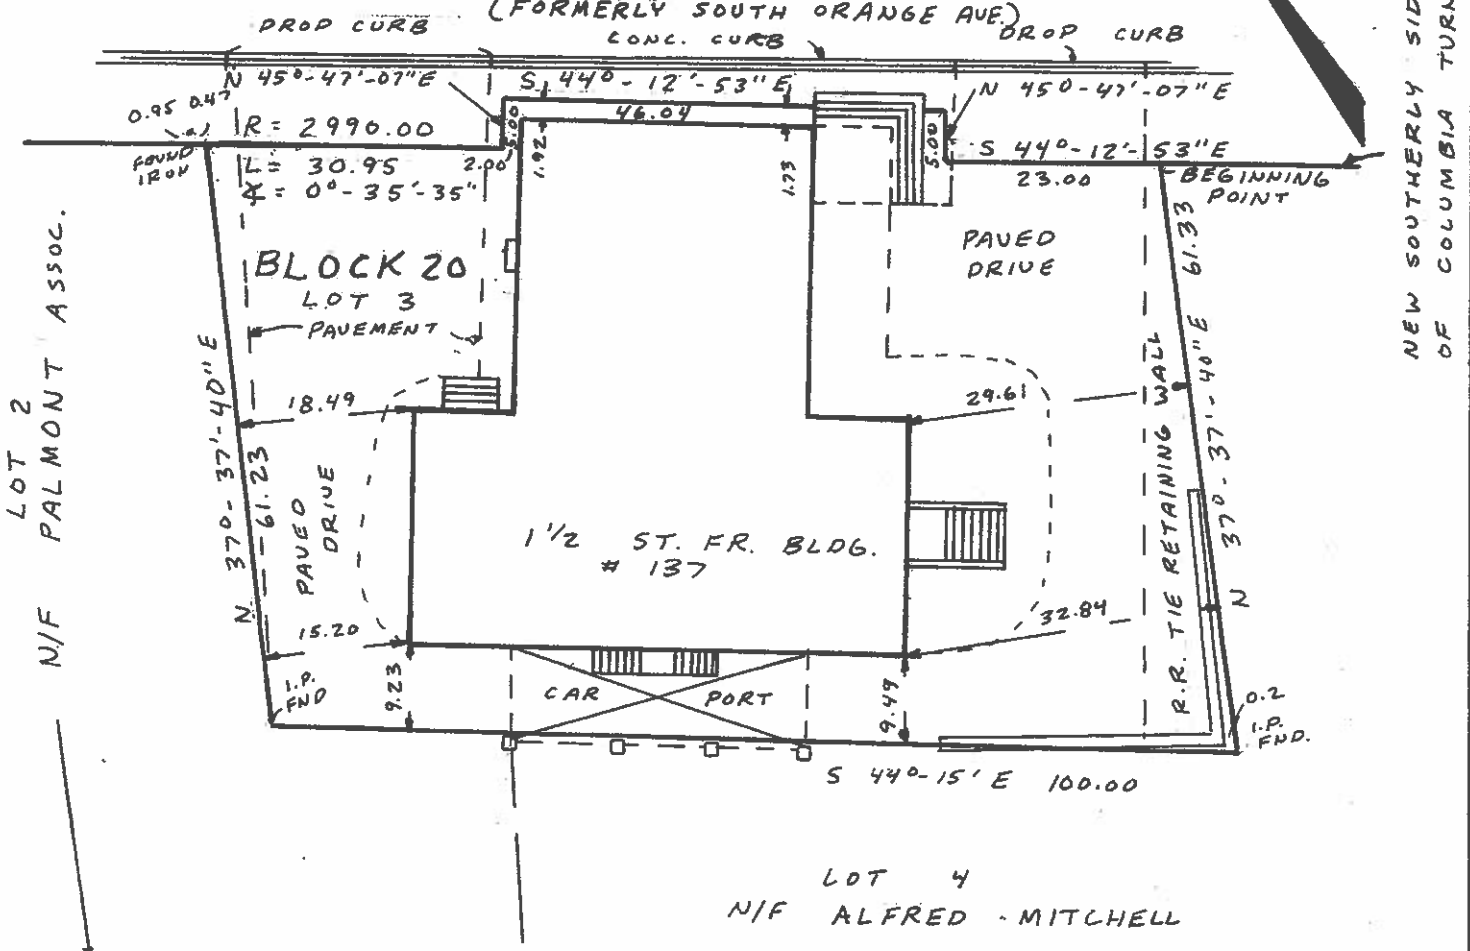 (FORMERLY SOUTH ORANGE AVE.)
DROP CURB
CONC. CURB
DROP CURB
N 45°-47'-07" E
S 44°-12'-53" E
N 45°-47'-07" E
0.95 0.47
FOUND IRON
R = 2990.00
L = 30.95
∢ = 0°-35'-35"
2.00
5.00
46.04
1.92
1.73
5.00
S 44°-12'-53" E
23.00
BEGINNING
POINT
NEW SOUTHERLY SID
OF COLUMBIA TURN
BLOCK 20
LOT 3
PAVEMENT
PAVED
DRIVE
61.33
N 37°-37'-40" E
R.R. TIE RETAINING WALL
LOT 2
N/F PALMONT ASSOC.
N 37°-37'-40" E
61.23
18.49
29.61
PAVED
DRIVE
1 1/2 ST. FR. BLDG.
# 137
15.20
32.84
I.P.
FND
9.23
CAR PORT
9.49
0.2
I.P.
FND.
S 44°-15' E 100.00
LOT 4
N/F ALFRED MITCHELL